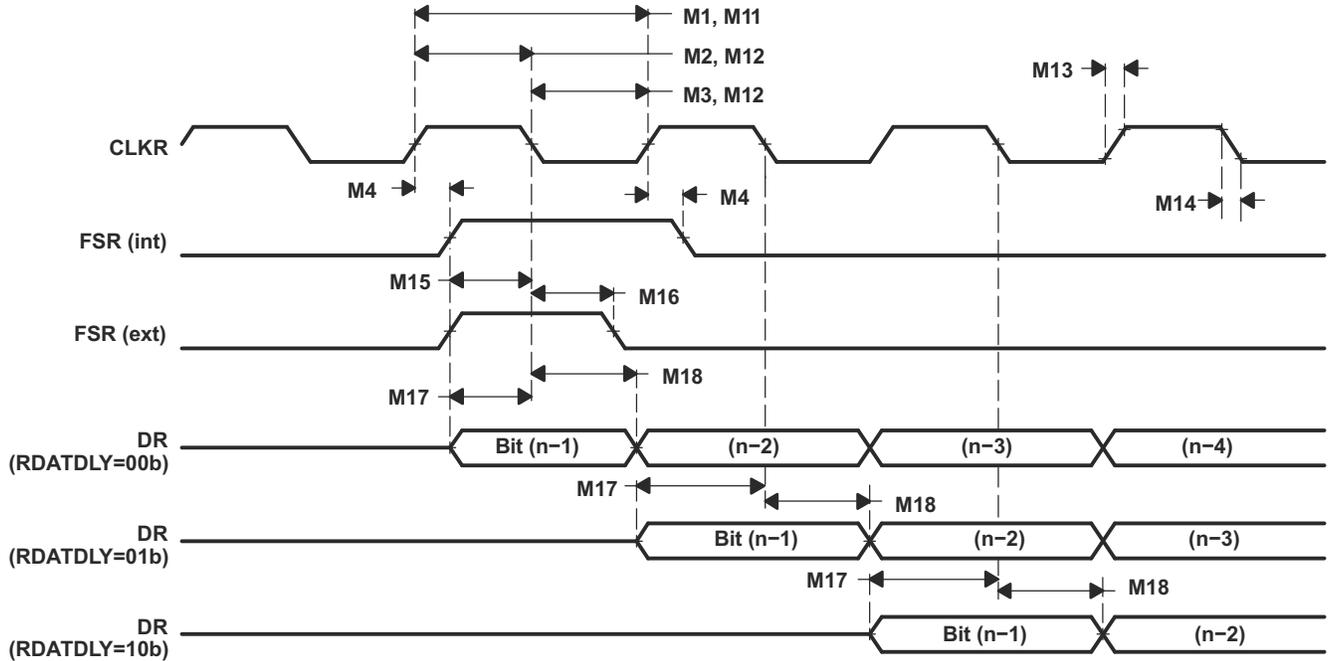 M1, M11
M2, M12
M13
M3, M12
CLKR
M4
M4
M14
FSR (int)
M15
M16
FSR (ext)
M18
M17
DR
(RDATDLY=00b)
Bit (n−1)
(n−2)
(n−3)
(n−4)
M17
M18
DR
(RDATDLY=01b)
Bit (n−1)
(n−2)
(n−3)
M17
M18
DR
(RDATDLY=10b)
Bit (n−1)
(n−2)